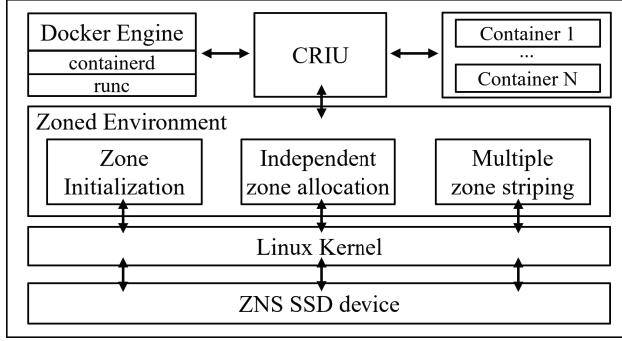 Docker Engine
containerd
runc
CRIU
Container 1
...
Container N
Zoned Environment
Zone
Initialization
Independent
zone allocation
Multiple
zone striping
Linux Kernel
ZNS SSD device